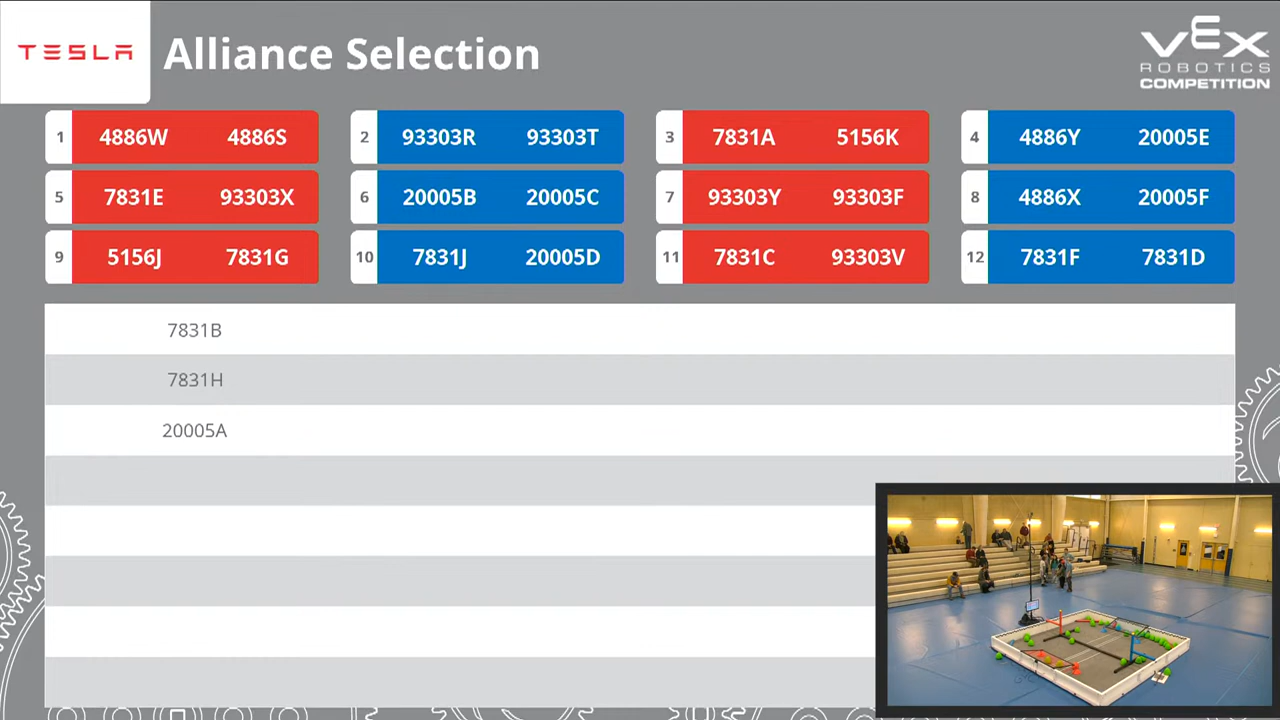 TESLA
Alliance Selection
VEX
ROBOTICS
COMPETITION
1 4886W 4886S
2 93303R 93303T
3 7831A 5156K
4 4886Y 20005E
5 7831E 93303X
6 20005B 20005C
7 93303Y 93303F
8 4886X 20005F
9 5156J 7831G
10 7831J 20005D
11 7831C 93303V
12 7831F 7831D
7831B
7831H
20005A